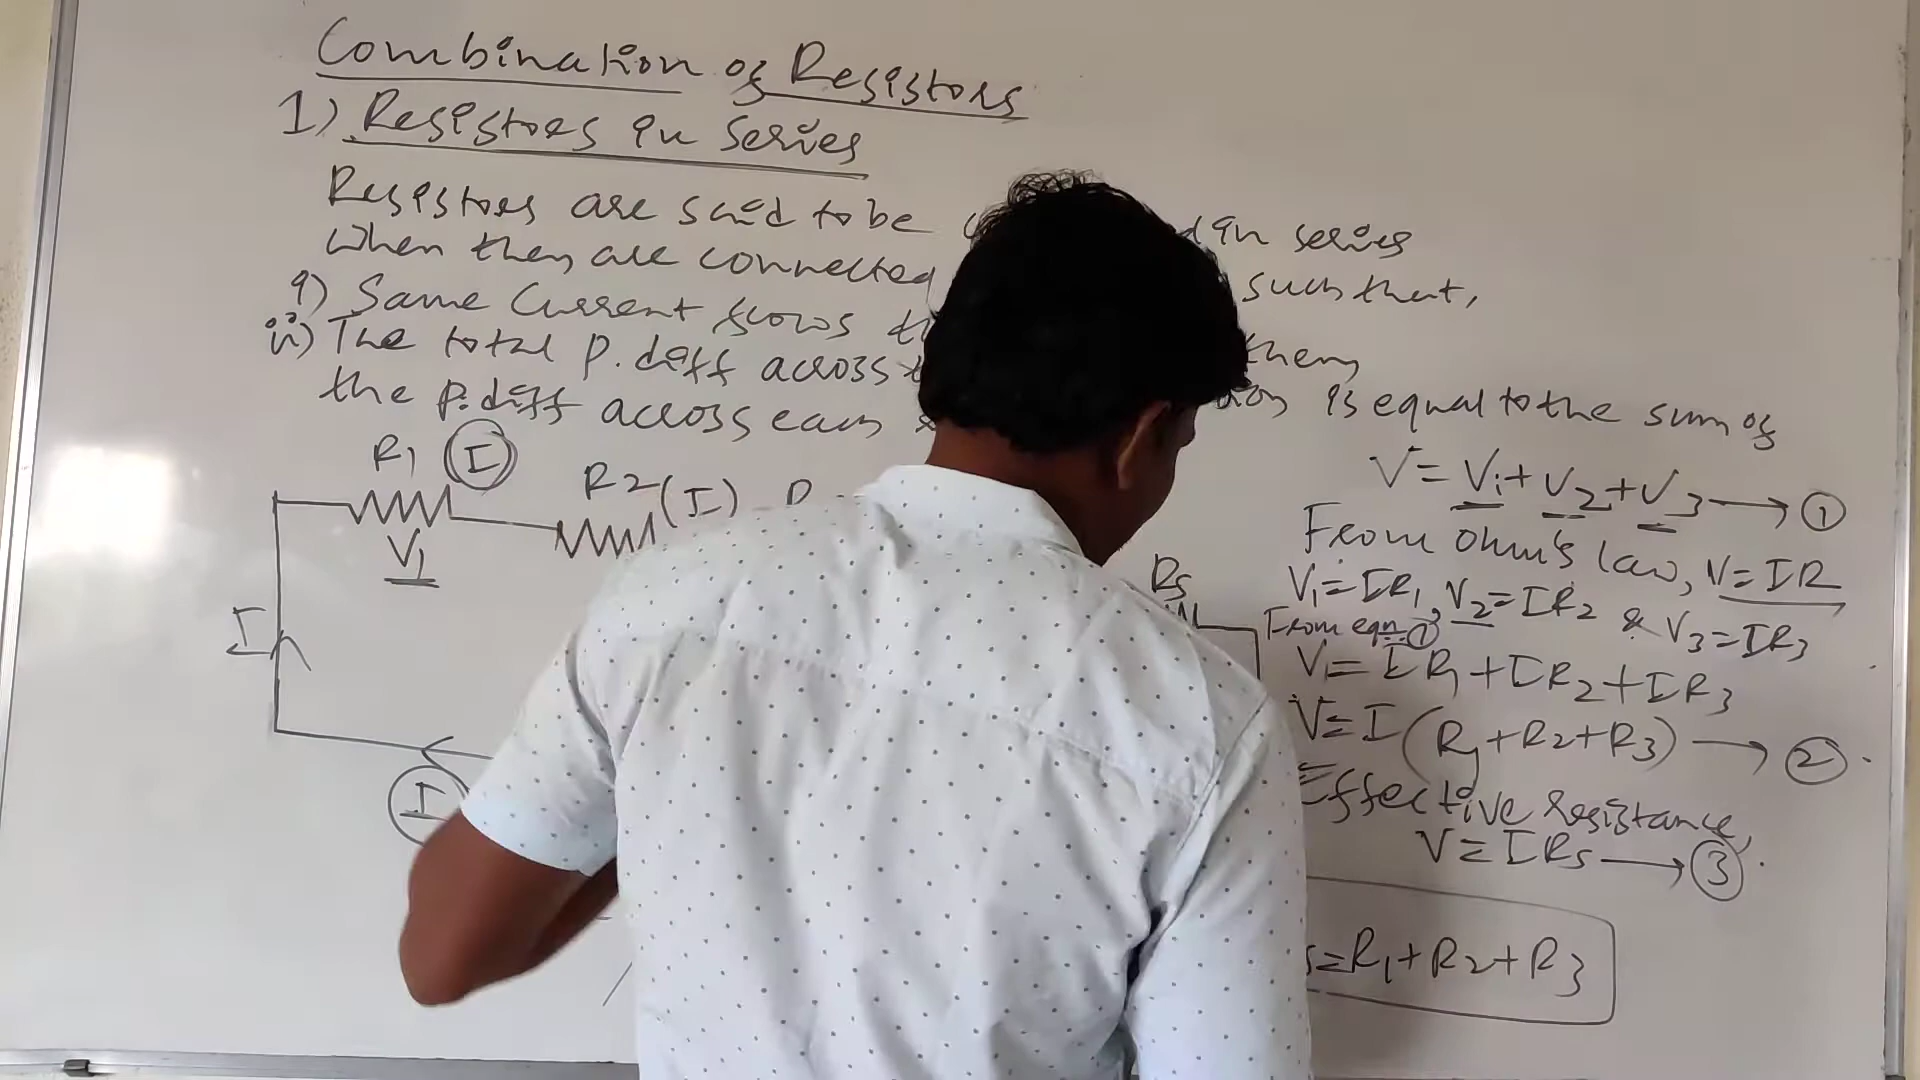 Combination of Resistors
1) Resistors in series
Resistors are said to be d in series
When they are connected such that,
i) Same Current flows them
ii) The total p.diff across is equal to the sum of
the p.diff across each
R1 I
R2 (I)
V1
I
I
Rs
V = V1 + V2 + V3 → ①
From ohm's law, V = IR
V1 = IR1, V2 = IR2 & V3 = IR3
From eqn. ①
V = IR1 + IR2 + IR3
V = I (R1 + R2 + R3) → ②
Effective resistance,
V = IRs → ③
s = R1 + R2 + R3